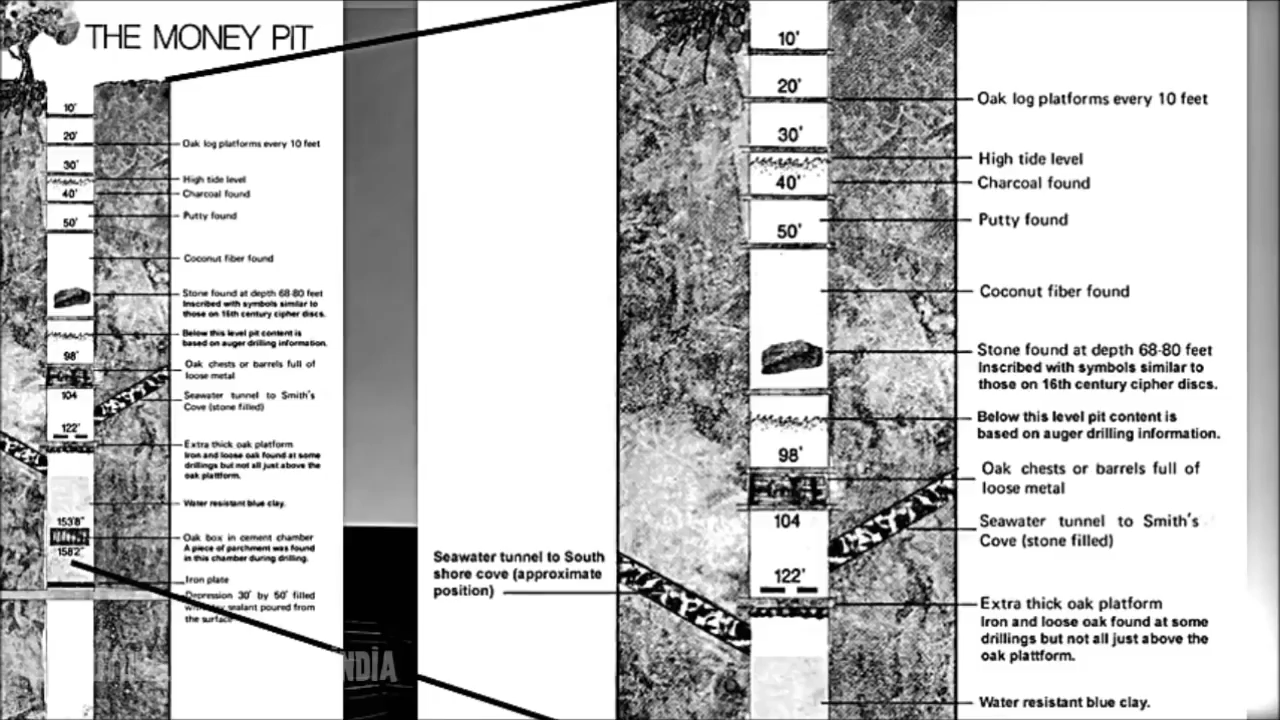 THE MONEY PIT
10'
20'
Oak log platforms every 10 feet
30'
High tide level
40'
Charcoal found
Putty found
50'
Coconut fiber found
Stone found at depth 68-80 feet
Inscribed with symbols similar to
those on 16th century cipher discs.
Below this level pit content is
based on auger drilling information.
98'
Oak chests or barrels full of
loose metal
104
Seawater tunnel to Smith's
Cove (stone filled)
122'
Extra thick oak platform
Iron and loose oak found at some
drillings but not all just above the
oak plattform.
Water resistant blue clay.
153'8"
Oak box in cement chamber
A piece of parchment was found
in this chamber during drilling.
158'2"
Iron plate
Depression 30' by 50' filled
sealant poured from
the surface
NDIA
10'
20'
Oak log platforms every 10 feet
30'
High tide level
40'
Charcoal found
Putty found
50'
Coconut fiber found
Stone found at depth 68-80 feet
Inscribed with symbols similar to
those on 16th century cipher discs.
Below this level pit content is
based on auger drilling information.
98'
Oak chests or barrels full of
loose metal
104
Seawater tunnel to Smith's
Cove (stone filled)
Seawater tunnel to South
shore cove (approximate
position)
122'
Extra thick oak platform
Iron and loose oak found at some
drillings but not all just above the
oak plattform.
Water resistant blue clay.